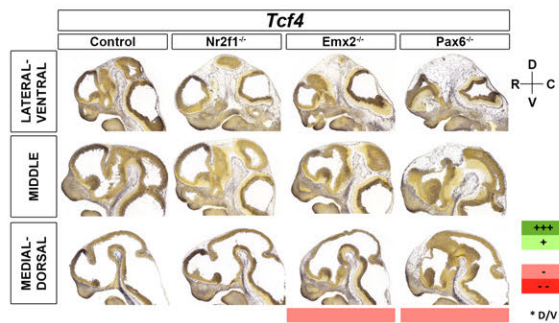 Tcf4
Control Nr2f1-/- Emx2-/- Pax6-/-
LATERAL-
VENTRAL
D
R C
V
MIDDLE
MEDIAL-
DORSAL
+++
+
-
--
* D/V